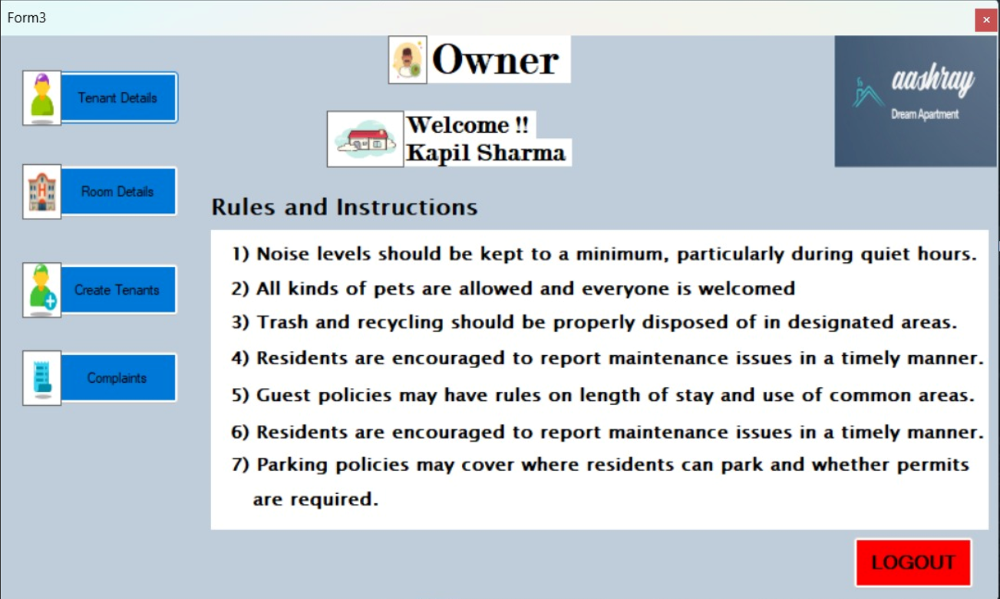 Form3
Owner
aashray
Dream Apartment
Welcome !!
Kapil Sharma
Tenant Details
Room Details
Create Tenants
Complaints
Rules and Instructions
1) Noise levels should be kept to a minimum, particularly during quiet hours.
2) All kinds of pets are allowed and everyone is welcomed
3) Trash and recycling should be properly disposed of in designated areas.
4) Residents are encouraged to report maintenance issues in a timely manner.
5) Guest policies may have rules on length of stay and use of common areas.
6) Residents are encouraged to report maintenance issues in a timely manner.
7) Parking policies may cover where residents can park and whether permits
are required.
LOGOUT